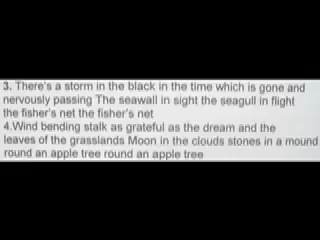 3. There's a storm in the black in the time which is gone and
nervously passing The seawall in sight the seagull in flight
the fisher's net the fisher's net
4.Wind bending stalk as grateful as the dream and the
leaves of the grasslands Moon in the clouds stones in a mound
round an apple tree round an apple tree